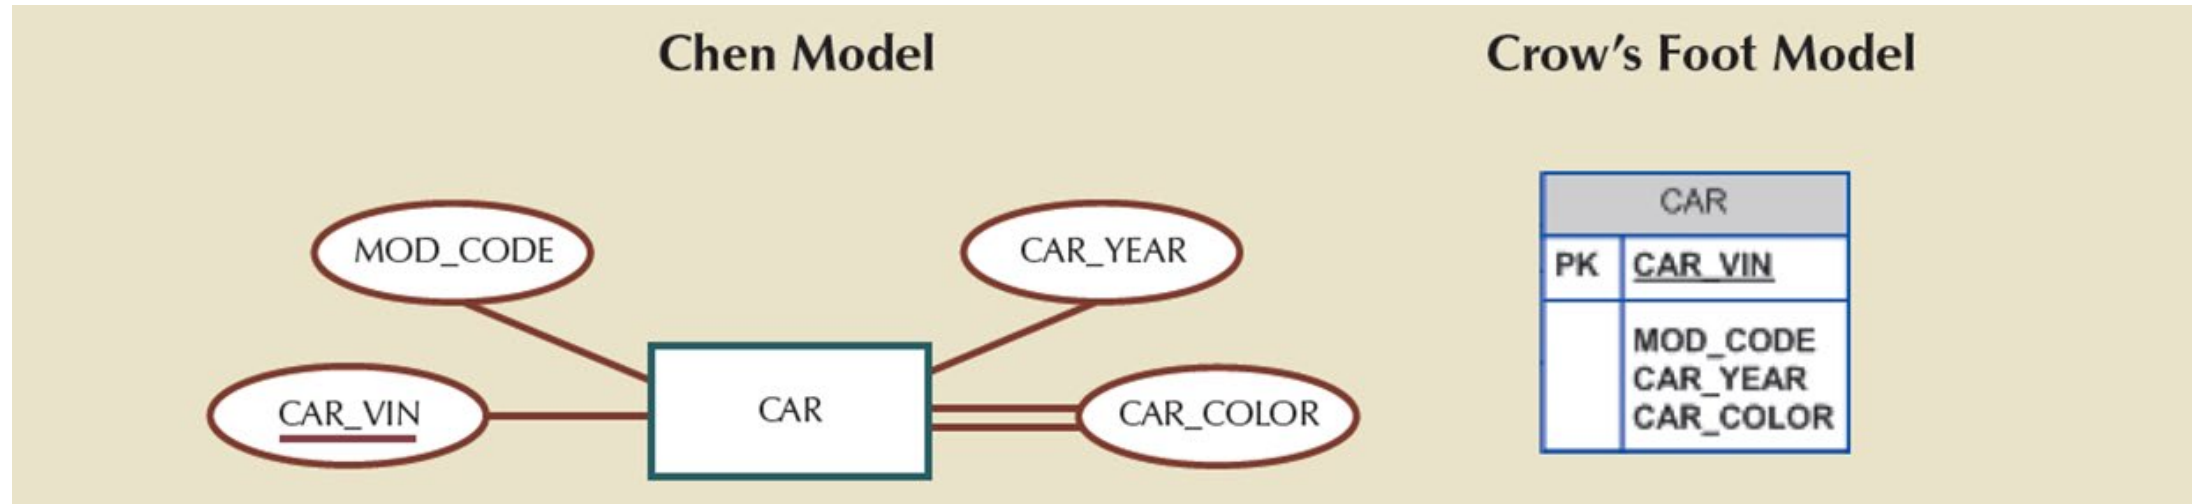 Chen Model
MOD_CODE
CAR_YEAR
CAR_VIN
CAR
CAR_COLOR
Crow's Foot Model
CAR
PK CAR_VIN
MOD_CODE
CAR_YEAR
CAR_COLOR